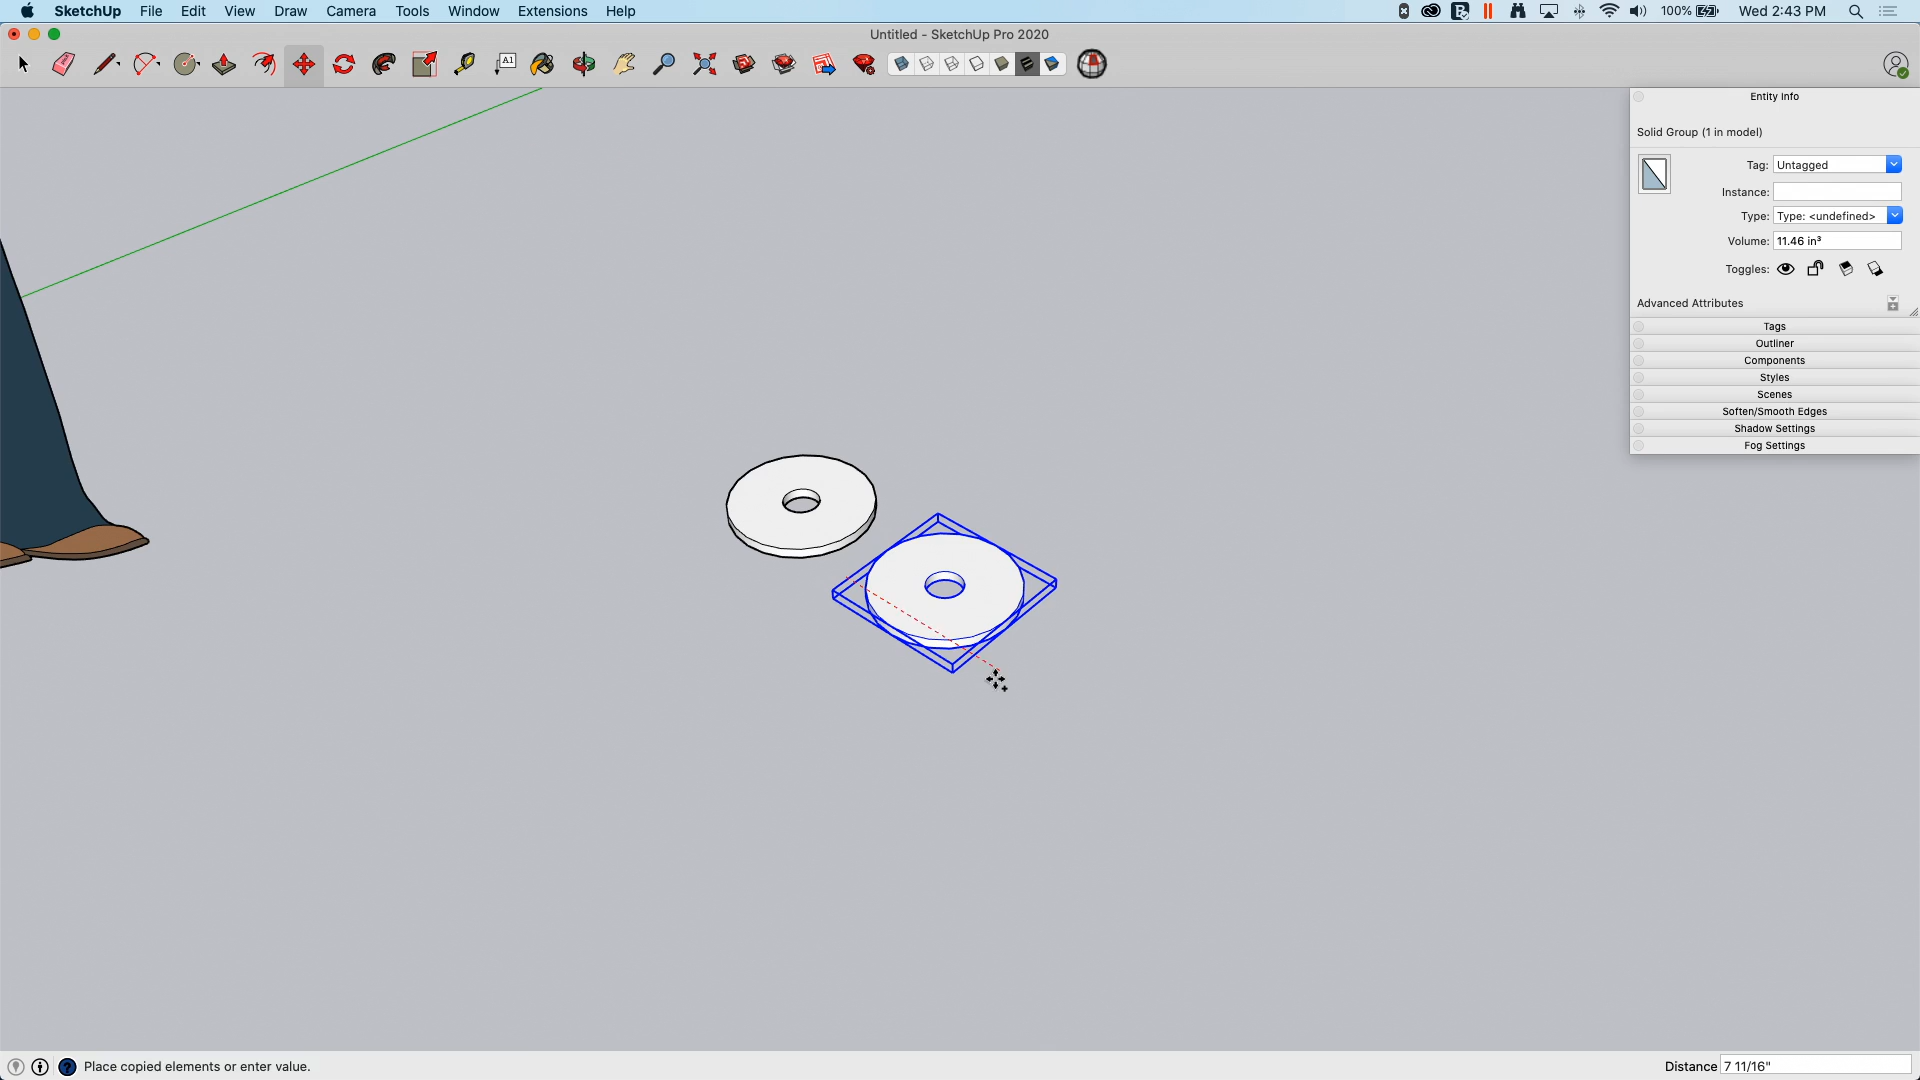 SketchUp File Edit View Draw Camera Tools Window Extensions Help
100% Wed 2:43 PM
Untitled - SketchUp Pro 2020
A1
Entity Info
Solid Group (1 in model)
Tag: Untagged
Instance:
Type: Type: <undefined>
Volume: 11.46 in³
Toggles:
Advanced Attributes
Tags
Outliner
Components
Styles
Scenes
Soften/Smooth Edges
Shadow Settings
Fog Settings
Place copied elements or enter value.
Distance 7 11/16"